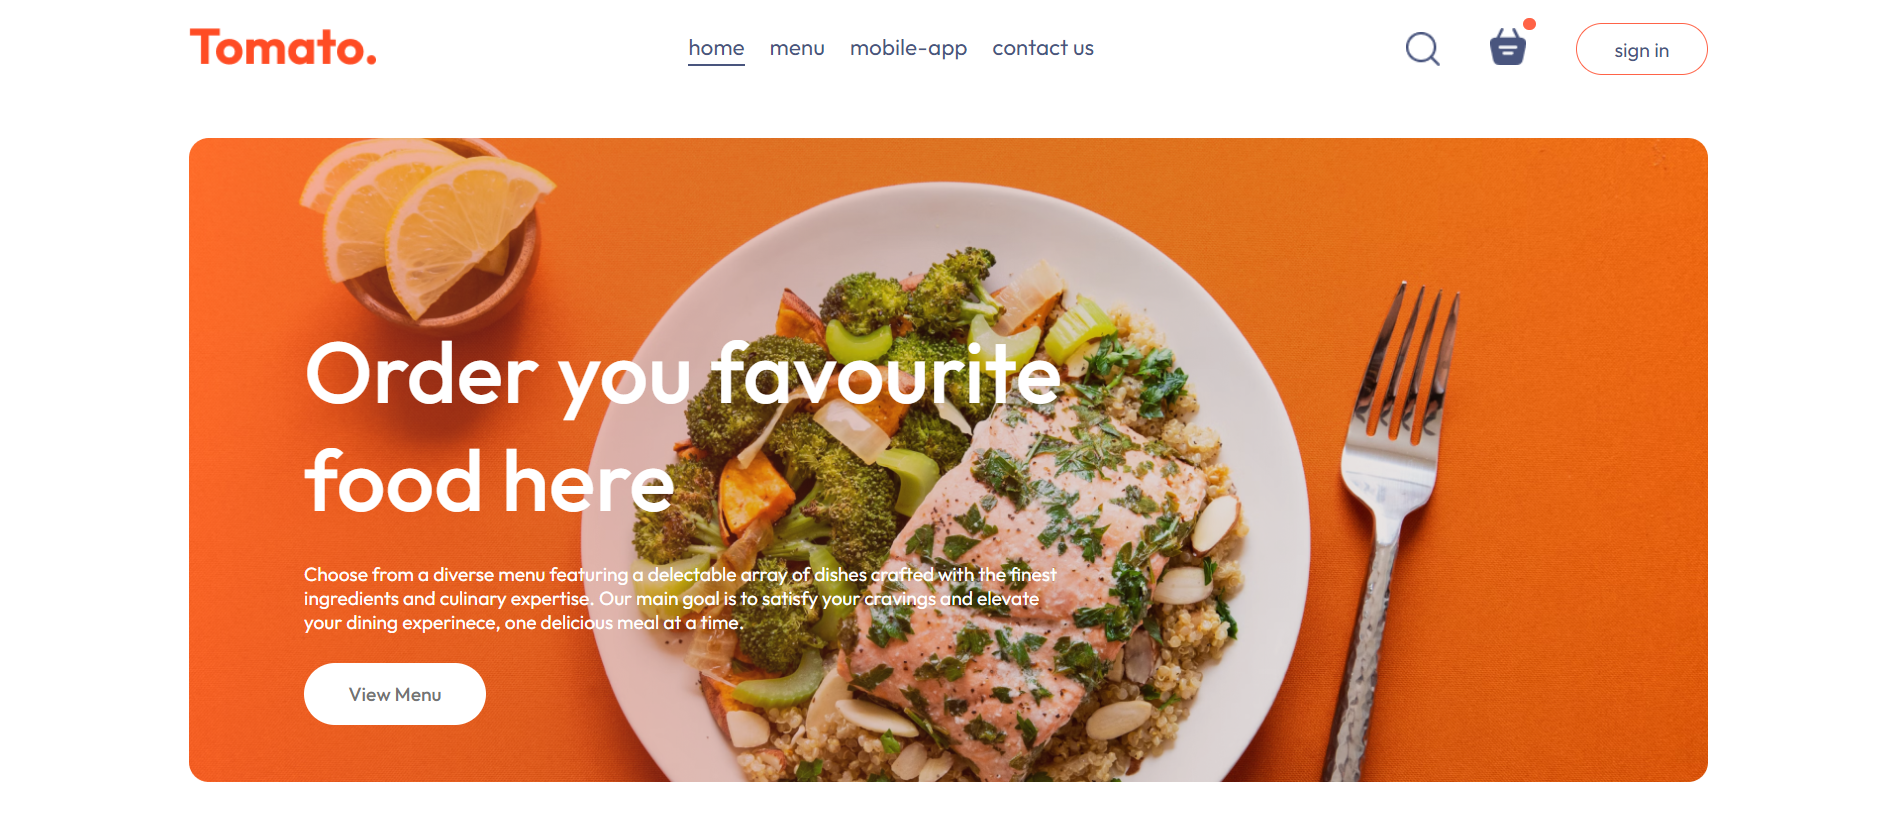 Tomato.
home menu mobile-app contact us
sign in
Order you favourite
food here
Choose from a diverse menu featuring a delectable array of dishes crafted with the finest
ingredients and culinary expertise. Our main goal is to satisfy your cravings and elevate
your dining experinece, one delicious meal at a time.
View Menu